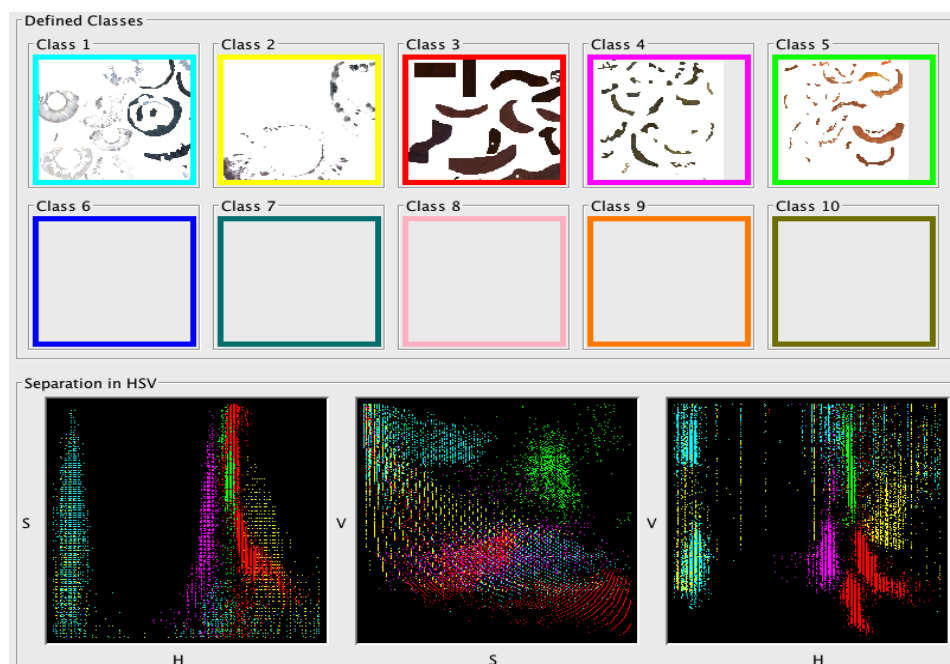 Defined Classes
Class 1 Class 2 Class 3 Class 4 Class 5
Class 6 Class 7 Class 8 Class 9 Class 10
Separation in HSV
S V V
H S H